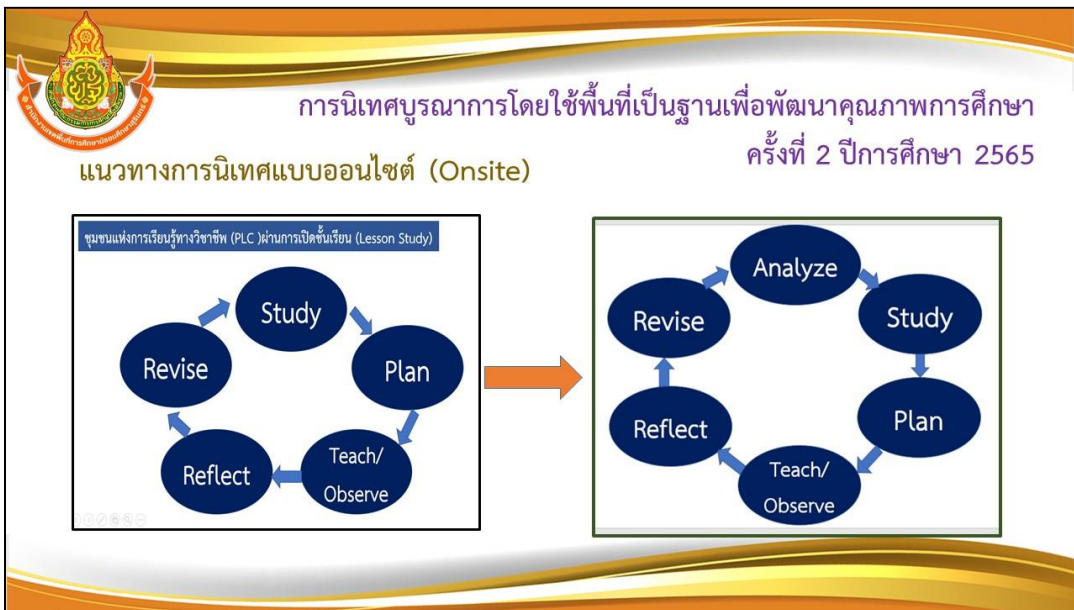 การนิเทศบูรณาการโดยใช้พื้นที่เป็นฐานเพื่อพัฒนาคุณภาพการศึกษา
ครั้งที่ 2 ปีการศึกษา 2565
แนวทางการนิเทศแบบออนไซต์ (Onsite)
ชุมชนแห่งการเรียนรู้ทางวิชาชีพ (PLC )ผ่านการเปิดชั้นเรียน (Lesson Study)
Study
Plan
Teach/
Observe
Reflect
Revise
Analyze
Study
Plan
Teach/
Observe
Reflect
Revise